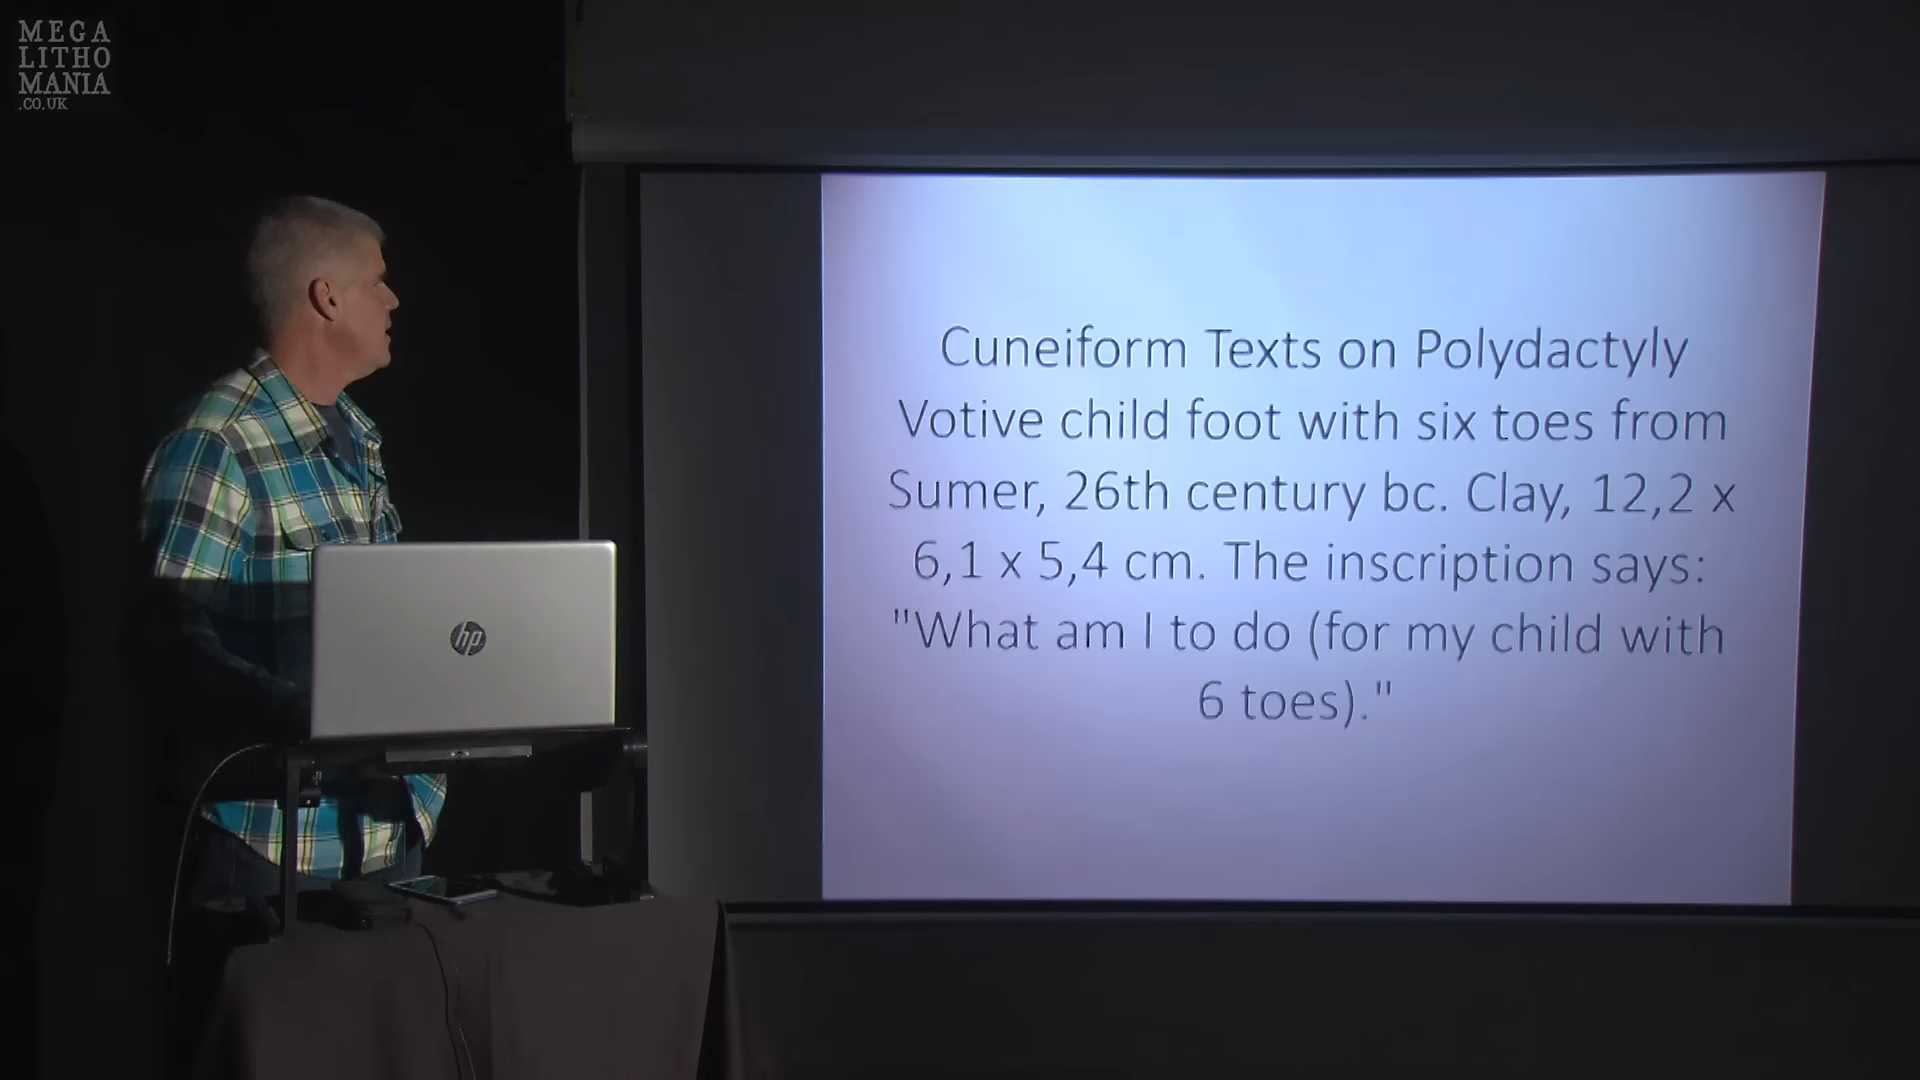 MEGA
LITHO
MANIA
.CO.UK
Cuneiform Texts on Polydactyly
Votive child foot with six toes from
Sumer, 26th century bc. Clay, 12,2 x
6,1 x 5,4 cm. The inscription says:
"What am I to do (for my child with
6 toes)."
hp